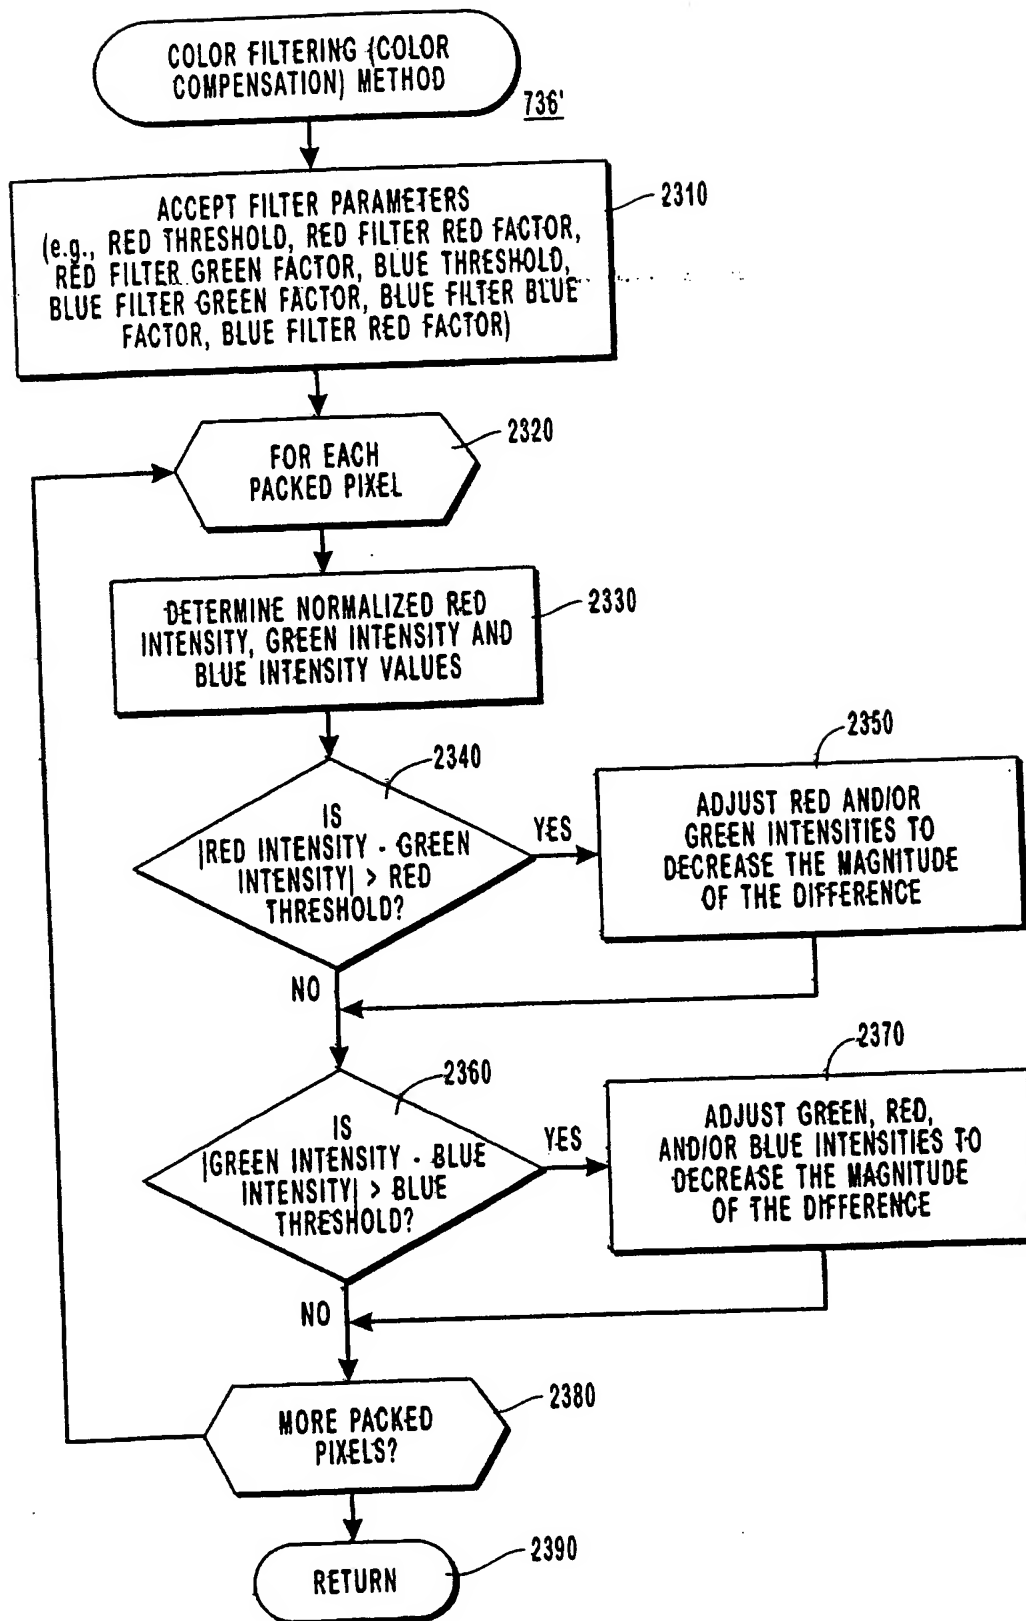 COLOR FILTERING (COLOR
COMPENSATION) METHOD
736'
ACCEPT FILTER PARAMETERS
(e.g., RED THRESHOLD, RED FILTER RED FACTOR,
RED FILTER GREEN FACTOR, BLUE THRESHOLD,
BLUE FILTER GREEN FACTOR, BLUE FILTER BLUE
FACTOR, BLUE FILTER RED FACTOR)
2310
FOR EACH
PACKED PIXEL
2320
DETERMINE NORMALIZED RED
INTENSITY, GREEN INTENSITY AND
BLUE INTENSITY VALUES
2330
2340
IS
|RED INTENSITY - GREEN
INTENSITY| > RED
THRESHOLD?
YES
2350
ADJUST RED AND/OR
GREEN INTENSITIES TO
DECREASE THE MAGNITUDE
OF THE DIFFERENCE
NO
2360
IS
|GREEN INTENSITY - BLUE
INTENSITY| > BLUE
THRESHOLD?
YES
2370
ADJUST GREEN, RED,
AND/OR BLUE INTENSITIES TO
DECREASE THE MAGNITUDE
OF THE DIFFERENCE
NO
MORE PACKED
PIXELS?
2380
RETURN
2390